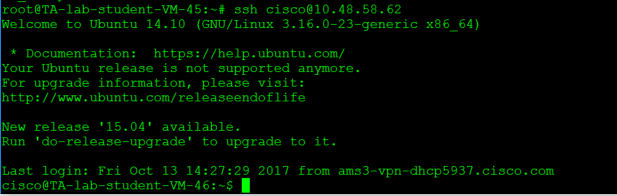 root@TA-lab-student-VM-45:~# ssh cisco@10.48.58.62
Welcome to Ubuntu 14.10 (GNU/Linux 3.16.0-23-generic x86_64)
* Documentation:  https://help.ubuntu.com/
Your Ubuntu release is not supported anymore.
For upgrade information, please visit:
http://www.ubuntu.com/releaseendoflife
New release '15.04' available.
Run 'do-release-upgrade' to upgrade to it.
Last login: Fri Oct 13 14:27:29 2017 from ams3-vpn-dhcp5937.cisco.com
cisco@TA-lab-student-VM-46:~$